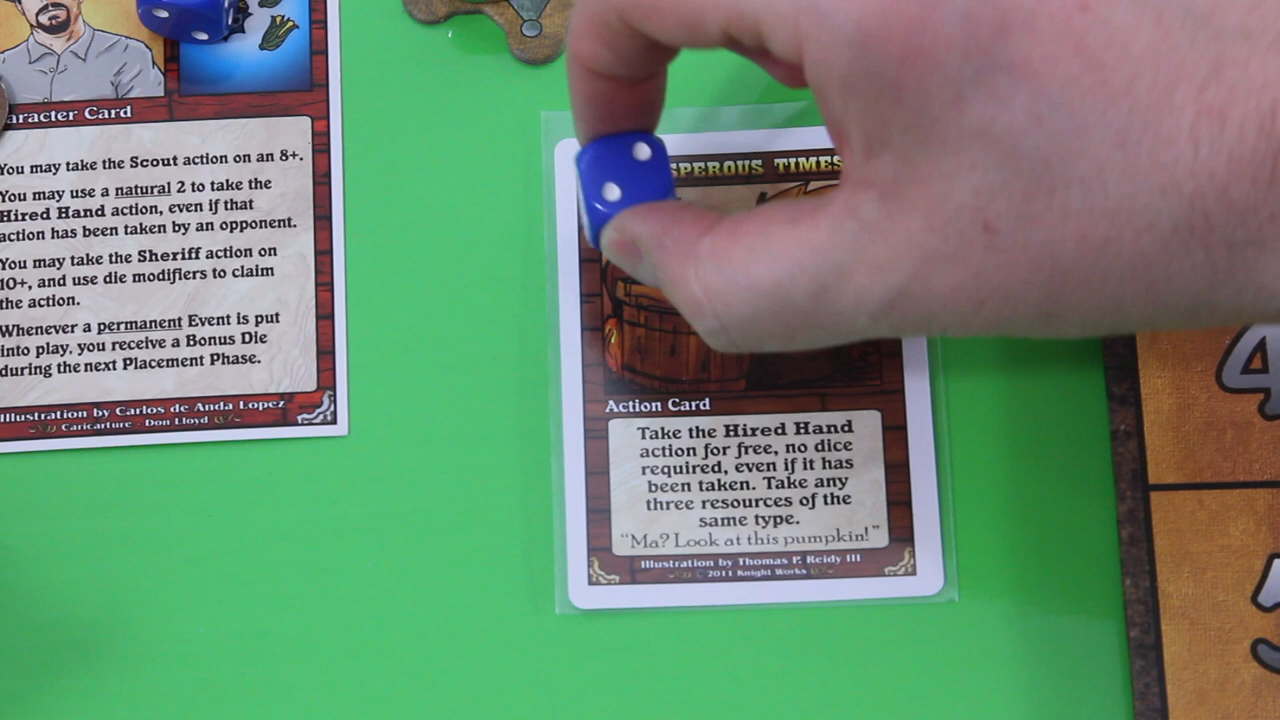 aracter Card
You may take the Scout action on an 8+.
You may use a natural 2 to take the
Hired Hand action, even if that
action has been taken by an opponent.
You may take the Sheriff action on
10+, and use die modifiers to claim
the action.
Whenever a permanent Event is put
into play, you receive a Bonus Die
during the next Placement Phase.
Illustration by Carlos de Anda Lopez
Caricarture - Don Lloyd
SPEROUS TIMES
Action Card
Take the Hired Hand
action for free, no dice
required, even if it has
been taken. Take any
three resources of the
same type.
"Ma? Look at this pumpkin!"
Illustration by Thomas P. Reidy III
© 2011 Knight Works
4